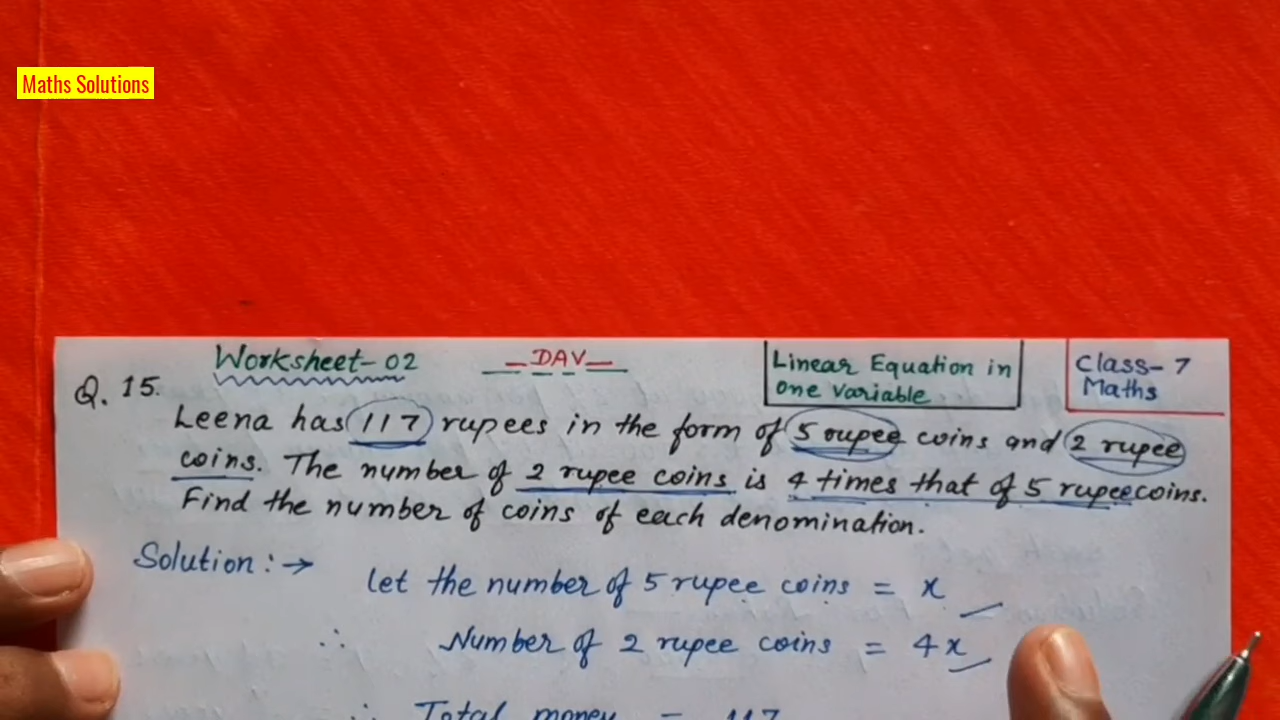 Maths Solutions
Worksheet-02 DAV Linear Equation in one variable Class-7 Maths
Q. 15.
Leena has 117 rupees in the form of 5 rupee coins and 2 rupee
coins. The number of 2 rupee coins is 4 times that of 5 rupee coins.
Find the number of coins of each denomination.
Solution :→
let the number of 5 rupee coins = x
∴ Number of 2 rupee coins = 4x
∴ Total money = 117